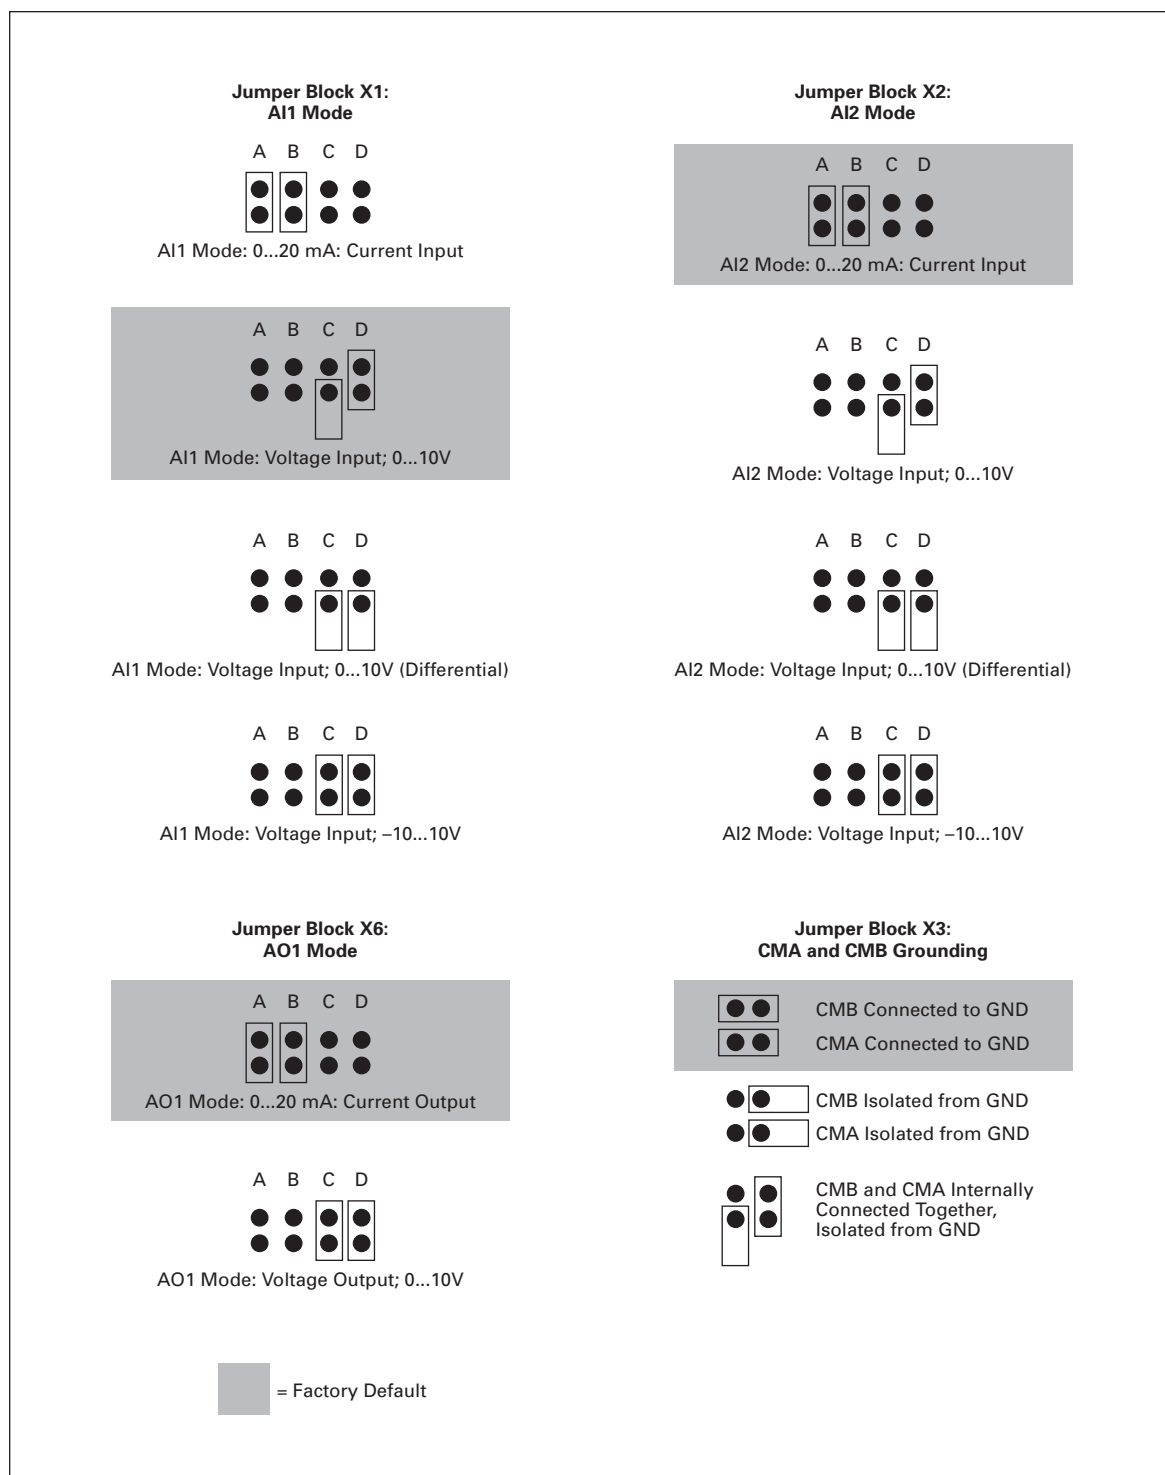 Jumper Block X1:
AI1 Mode
A B C D
AI1 Mode: 0...20 mA: Current Input
A B C D
AI1 Mode: Voltage Input; 0...10V
A B C D
AI1 Mode: Voltage Input; 0...10V (Differential)
A B C D
AI1 Mode: Voltage Input; –10...10V
Jumper Block X2:
AI2 Mode
A B C D
AI2 Mode: 0...20 mA: Current Input
A B C D
AI2 Mode: Voltage Input; 0...10V
A B C D
AI2 Mode: Voltage Input; 0...10V (Differential)
A B C D
AI2 Mode: Voltage Input; –10...10V
Jumper Block X6:
AO1 Mode
A B C D
AO1 Mode: 0...20 mA: Current Output
A B C D
AO1 Mode: Voltage Output; 0...10V
Jumper Block X3:
CMA and CMB Grounding
CMB Connected to GND
CMA Connected to GND
CMB Isolated from GND
CMA Isolated from GND
CMB and CMA Internally
Connected Together,
Isolated from GND
= Factory Default